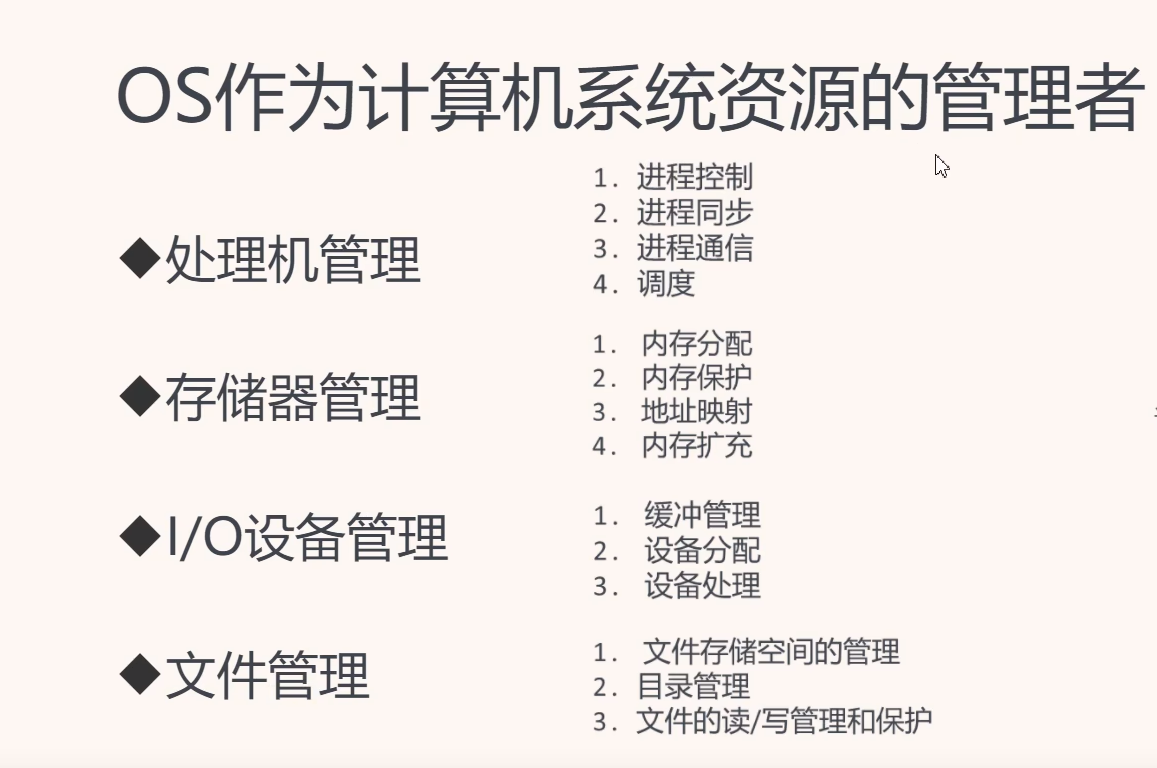 OS作为计算机系统资源的管理者
◆处理机管理
1. 进程控制
2. 进程同步
3. 进程通信
4. 调度
◆存储器管理
1. 内存分配
2. 内存保护
3. 地址映射
4. 内存扩充
◆I/O设备管理
1. 缓冲管理
2. 设备分配
3. 设备处理
◆文件管理
1. 文件存储空间的管理
2. 目录管理
3. 文件的读/写管理和保护